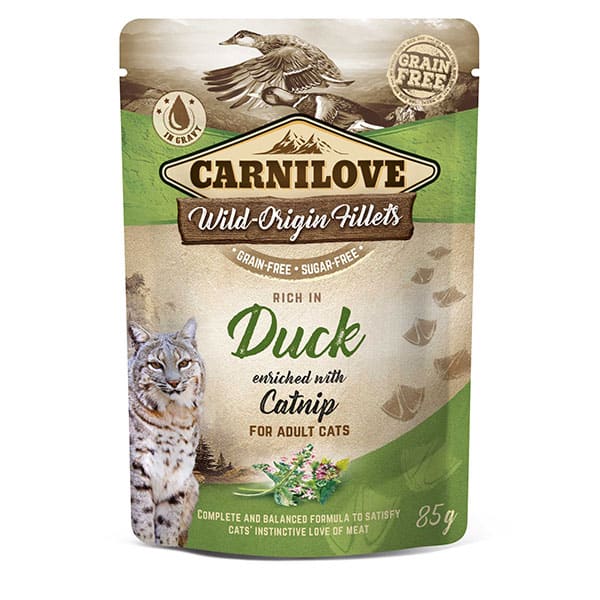 GRAIN
FREE
IN GRAVY
CARNILOVE
Wild-Origin Fillets
• GRAIN-FREE • SUGAR-FREE •
RICH IN
Duck
enriched with
Catnip
FOR ADULT CATS
COMPLETE AND BALANCED FORMULA TO SATISFY
CATS' INSTINCTIVE LOVE OF MEAT
85g